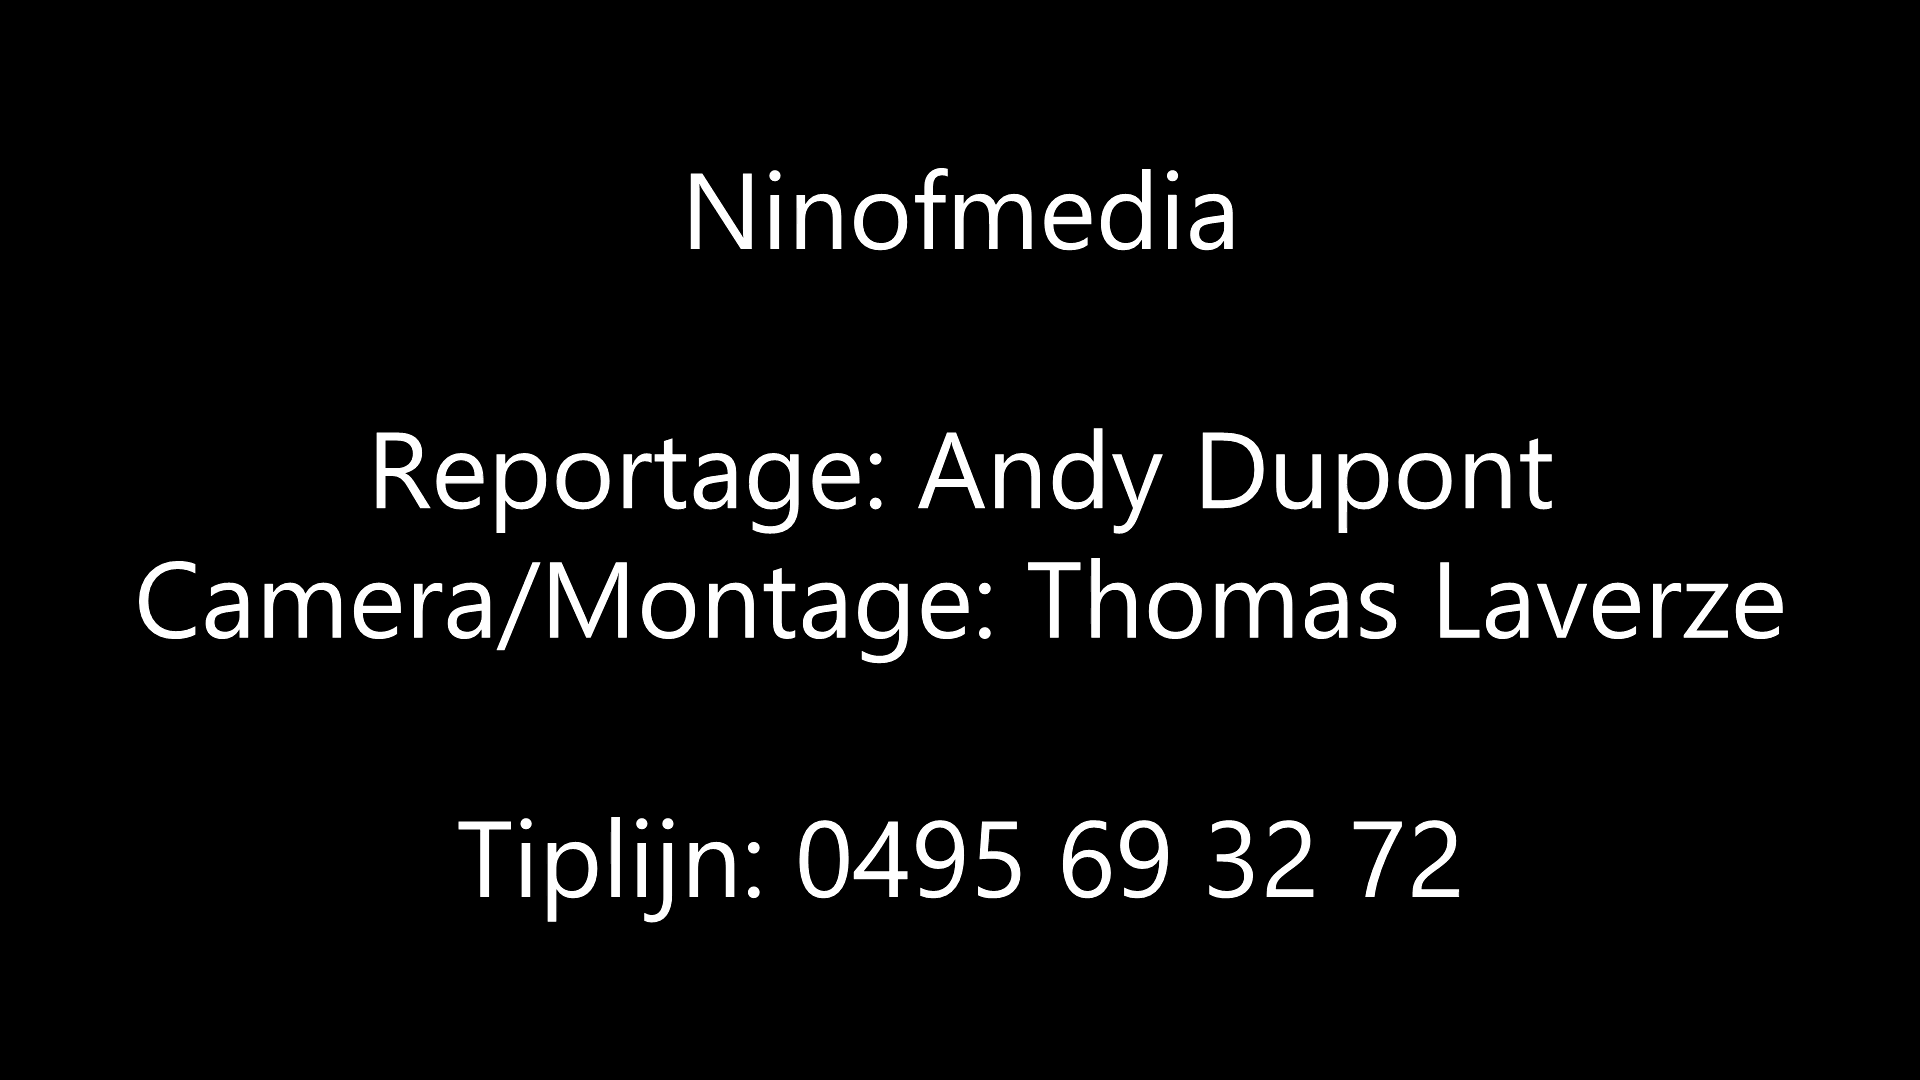 Ninofmedia
Reportage: Andy Dupont
Camera/Montage: Thomas Laverze
Tiplijn: 0495 69 32 72